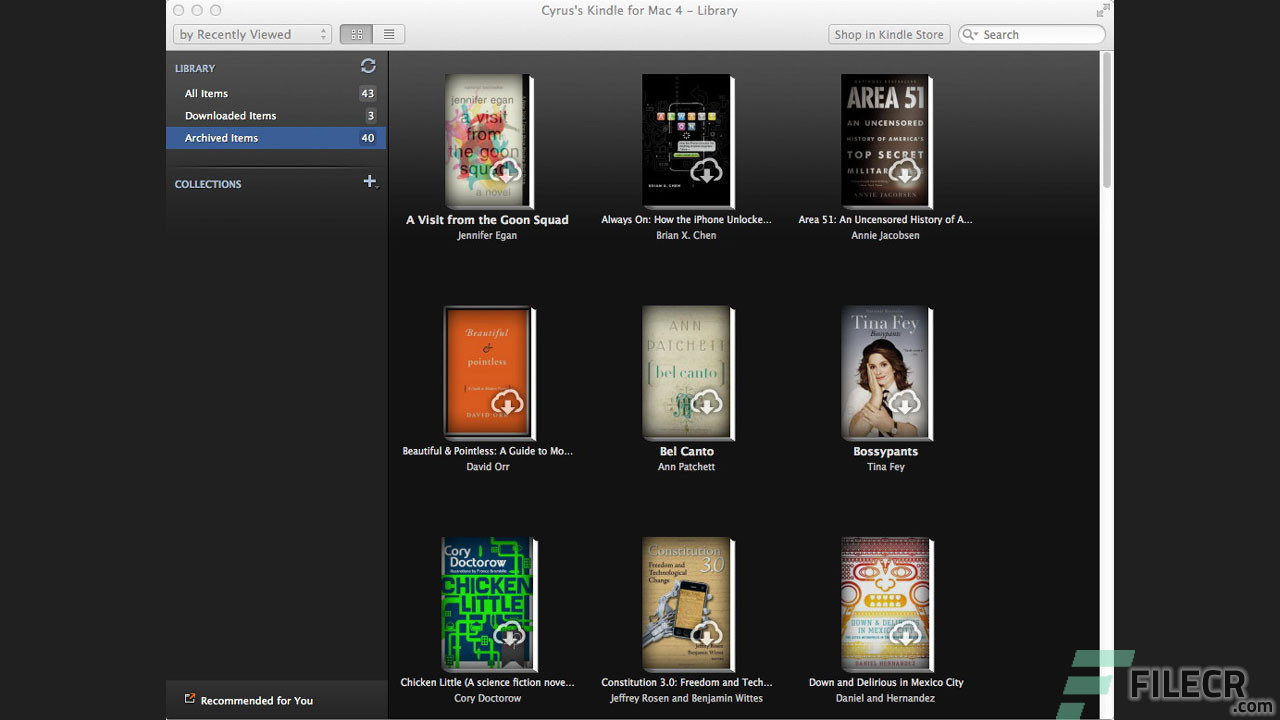 Cyrus's Kindle for Mac 4 – Library
by Recently Viewed
Shop in Kindle Store
Search
LIBRARY
All Items 43
Downloaded Items 3
Archived Items 40
COLLECTIONS
jennifer egan
a visit
from
the goon
squad
a novel
A Visit from the Goon Squad
Jennifer Egan
ALWAYS
ON
BRIAN X. CHEN
Always On: How the iPhone Unlocke...
Brian X. Chen
AREA 51
AN UNCENSORED
HISTORY OF AMERICA'S
TOP SECRET
MILITARY
ANNIE JACOBSEN
Area 51: An Uncensored History of A...
Annie Jacobsen
Beautiful
&
pointless
DAVID ORR
Beautiful & Pointless: A Guide to Mo...
David Orr
ANN
PATCHETT
[bel canto]
Bel Canto
Ann Patchett
Tina Fey
Bossypants
Bossypants
Tina Fey
Cory
Doctorow
CHICKEN
LITTLE
Chicken Little (A science fiction nove...
Cory Doctorow
Constitution
3.0
Freedom and
Technological
Change
Jeffrey Rosen
Benjamin Wittes
Constitution 3.0: Freedom and Tech...
Jeffrey Rosen and Benjamin Wittes
DOWN & DELIRIOUS
IN MEXICO CITY
DANIEL HERNANDEZ
Down and Delirious in Mexico City
Daniel and Hernandez
Recommended for You
FILECR
.com